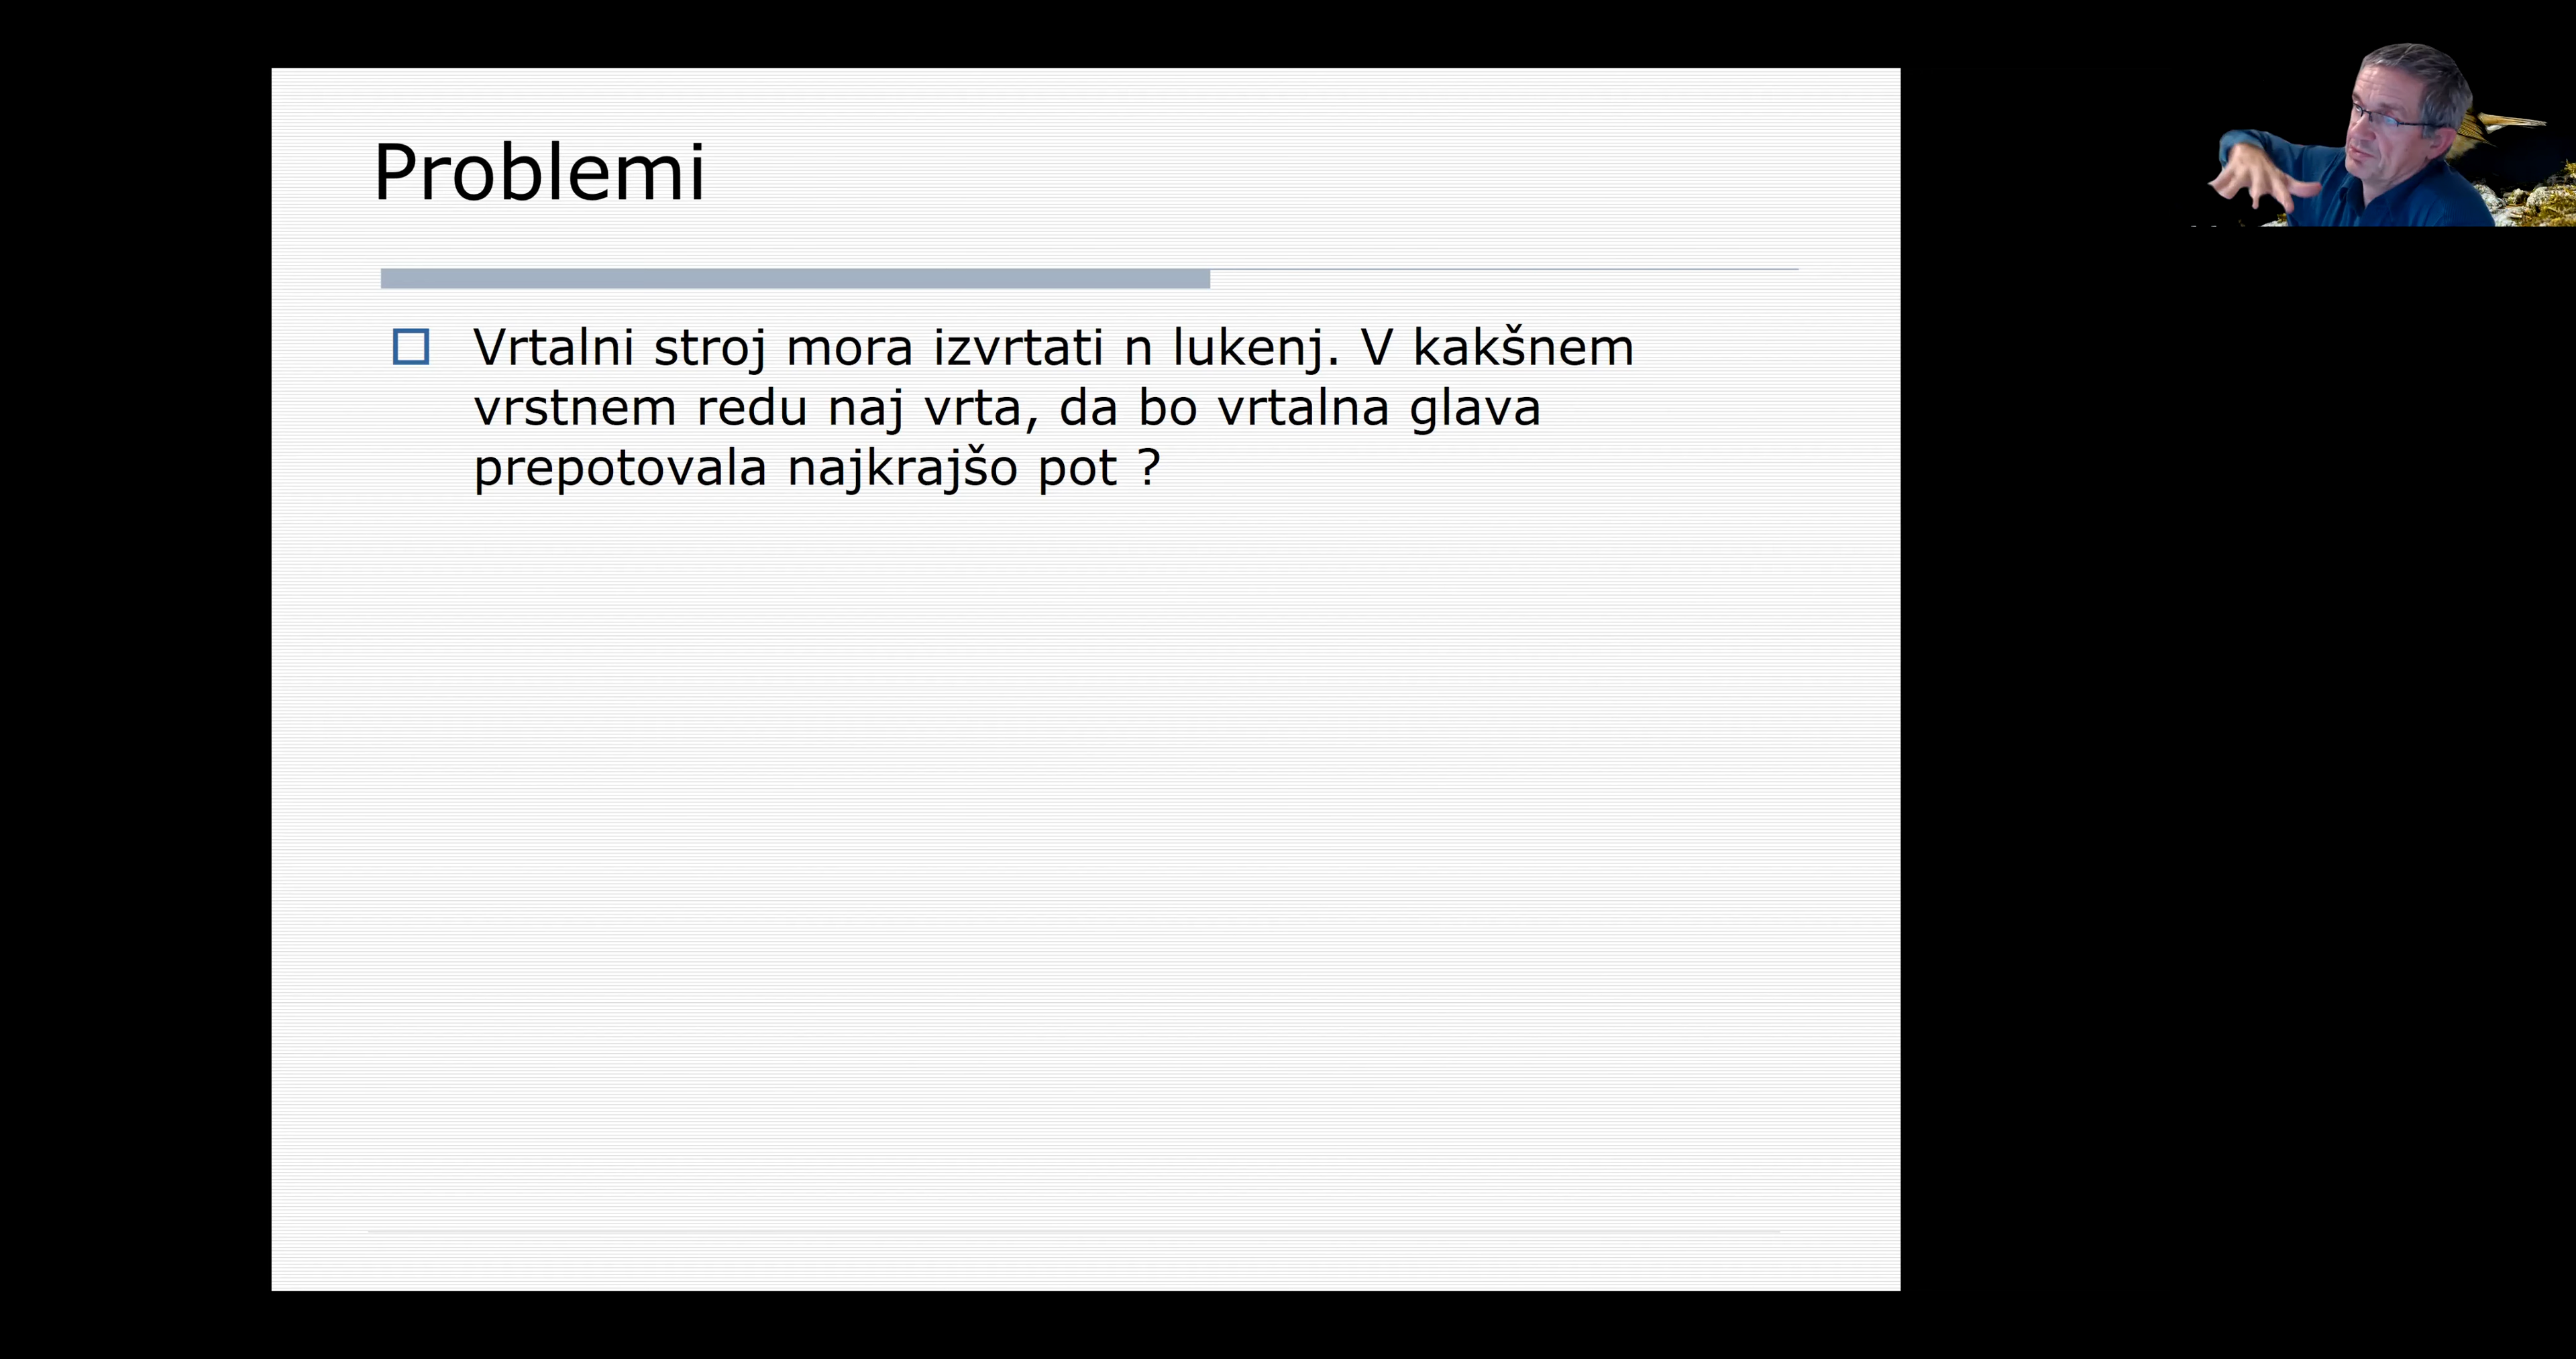 Problemi
Vrtalni stroj mora izvrtati n lukenj. V kakšnem
vrstnem redu naj vrta, da bo vrtalna glava
prepotovala najkrajšo pot ?